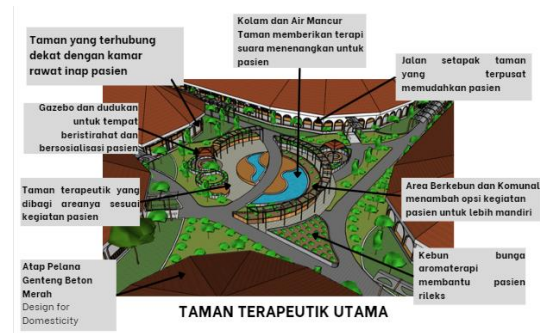 Kolam dan Air Mancur
Taman memberikan terapi
suara menenangkan untuk
pasien
Taman yang terhubung
dekat dengan kamar
rawat inap pasien
Jalan setapak taman
yang terpusat
memudahkan pasien
Gazebo dan dudukan
untuk tempat
beristirahat dan
bersosialisasi pasien
Taman terapeutik yang
dibagi areanya sesuai
kegiatan pasien
Area Berkebun dan Komunal
menambah opsi kegiatan
pasien untuk lebih mandiri
Atap Pelana
Genteng Beton
Merah
Design for
Domesticity
Kebun bunga
aromaterapi
membantu pasien
rileks
TAMAN TERAPEUTIK UTAMA